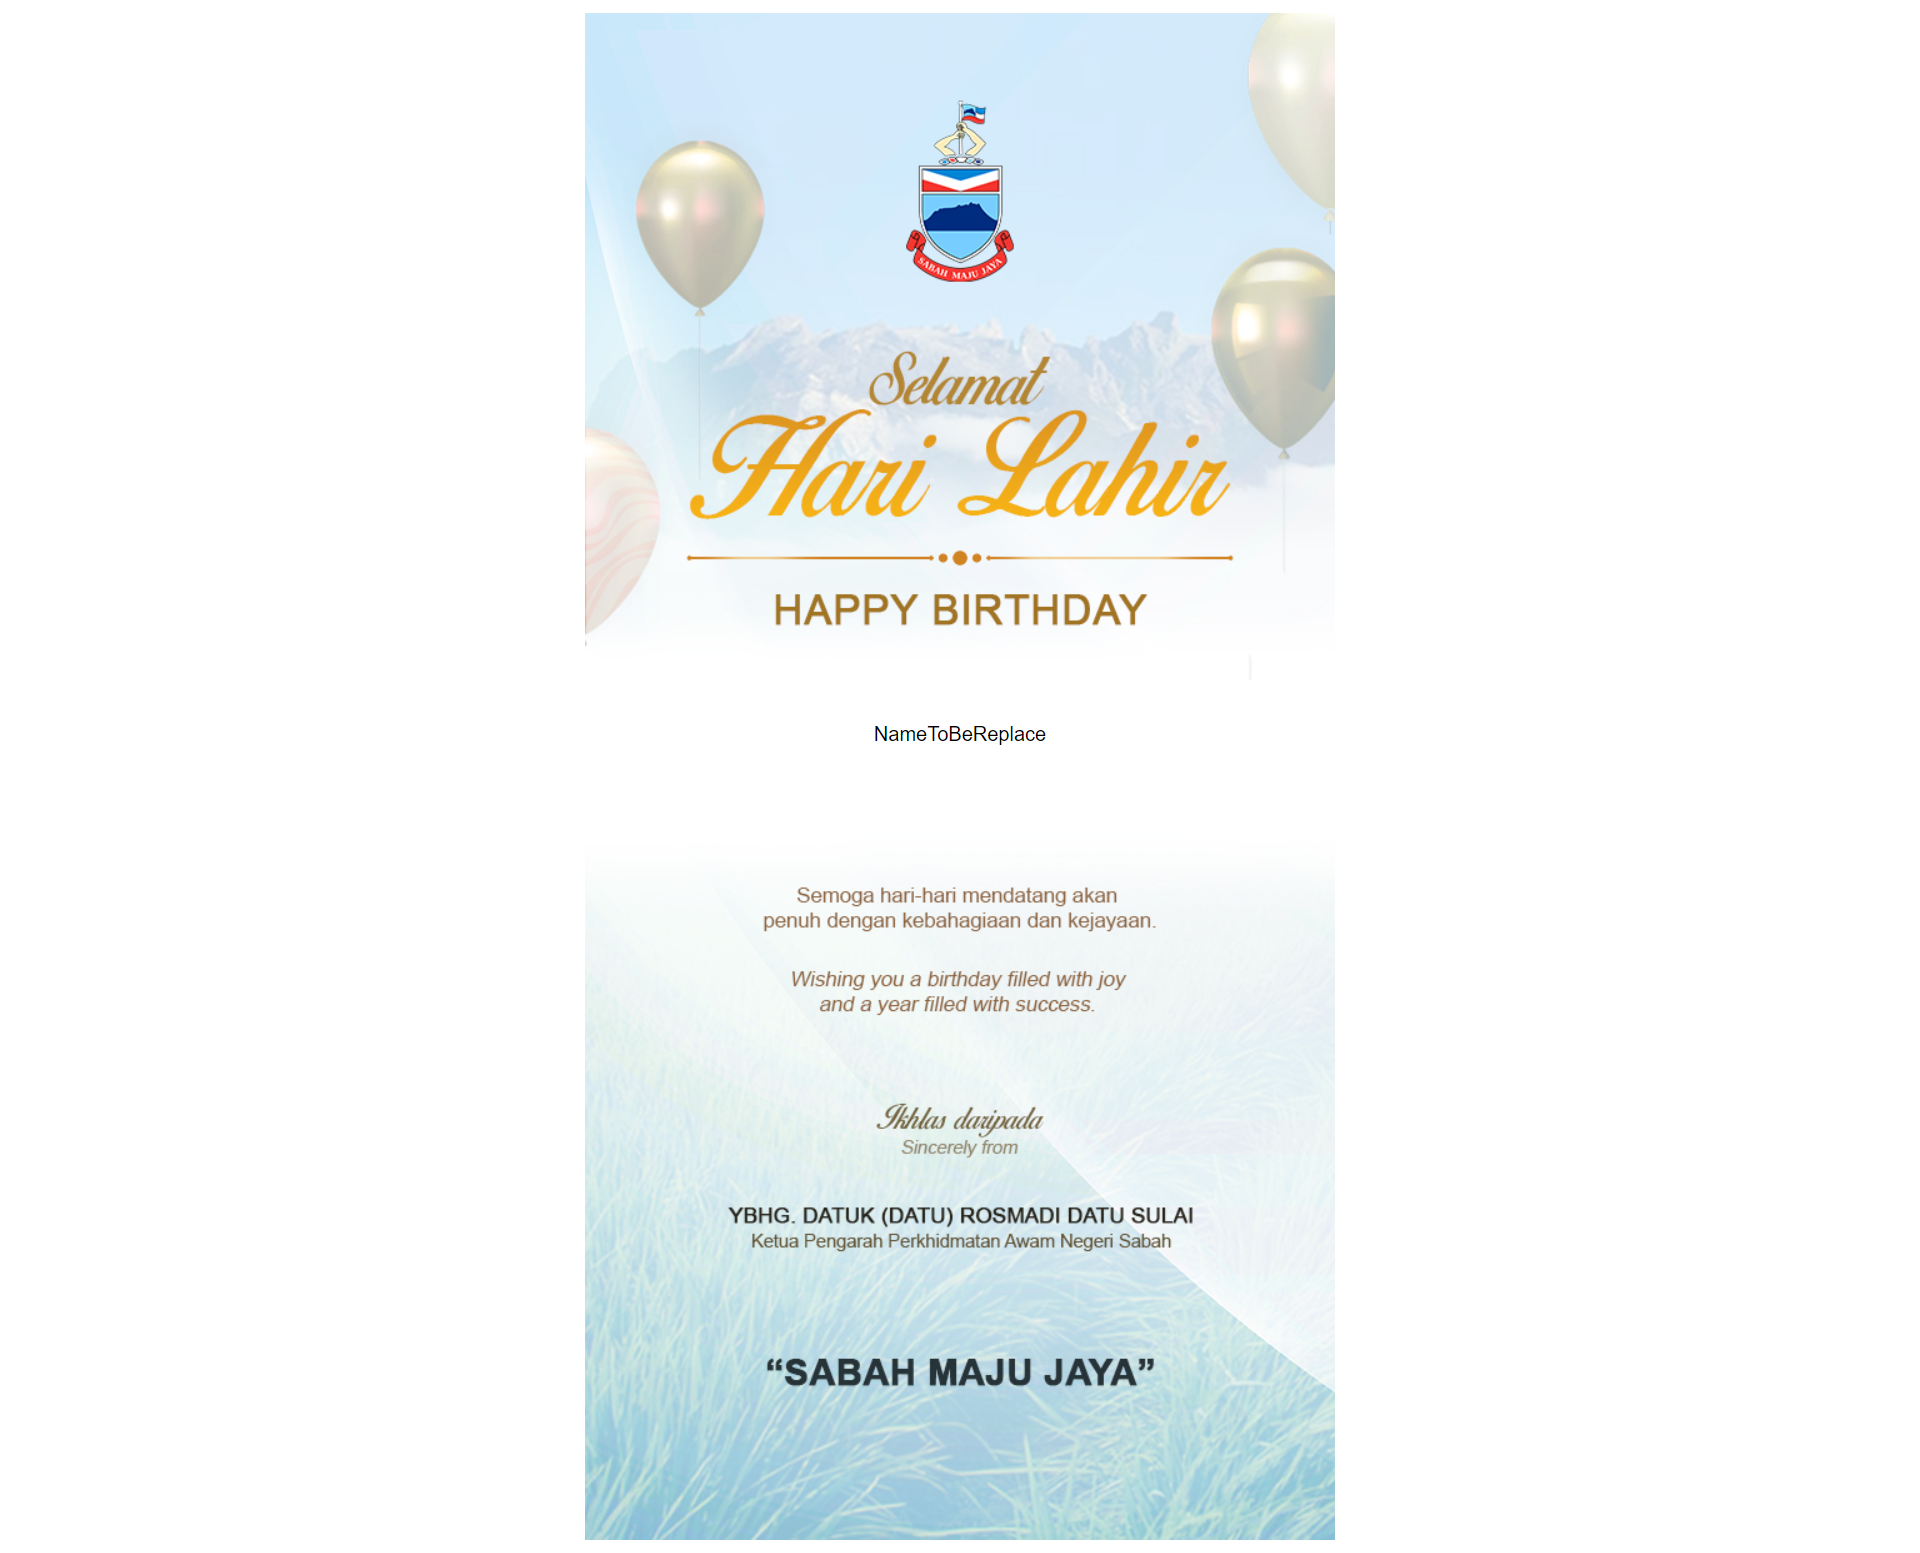 SABAH MAJU JAYA
Selamat
Hari Lahir
HAPPY BIRTHDAY
NameToBeReplace
Semoga hari-hari mendatang akan
penuh dengan kebahagiaan dan kejayaan.
Wishing you a birthday filled with joy
and a year filled with success.
Ikhlas daripada
Sincerely from
YBHG. DATUK (DATU) ROSMADI DATU SULAI
Ketua Pengarah Perkhidmatan Awam Negeri Sabah
“SABAH MAJU JAYA”